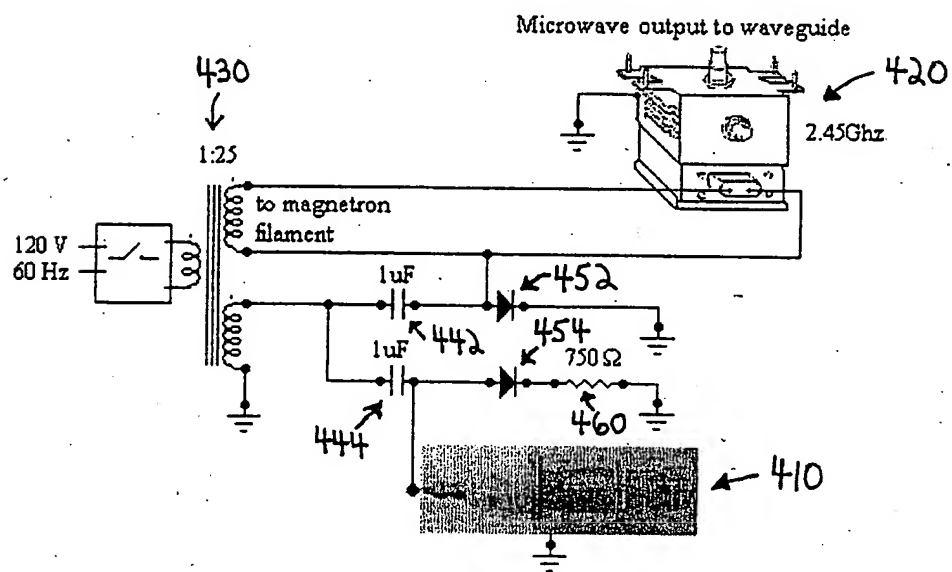 Microwave output to waveguide
430
420
1:25
2.45Ghz
to magnetron
filament
120 V
60 Hz
1uF
452
442
454
1uF
750 Ω
460
444
410